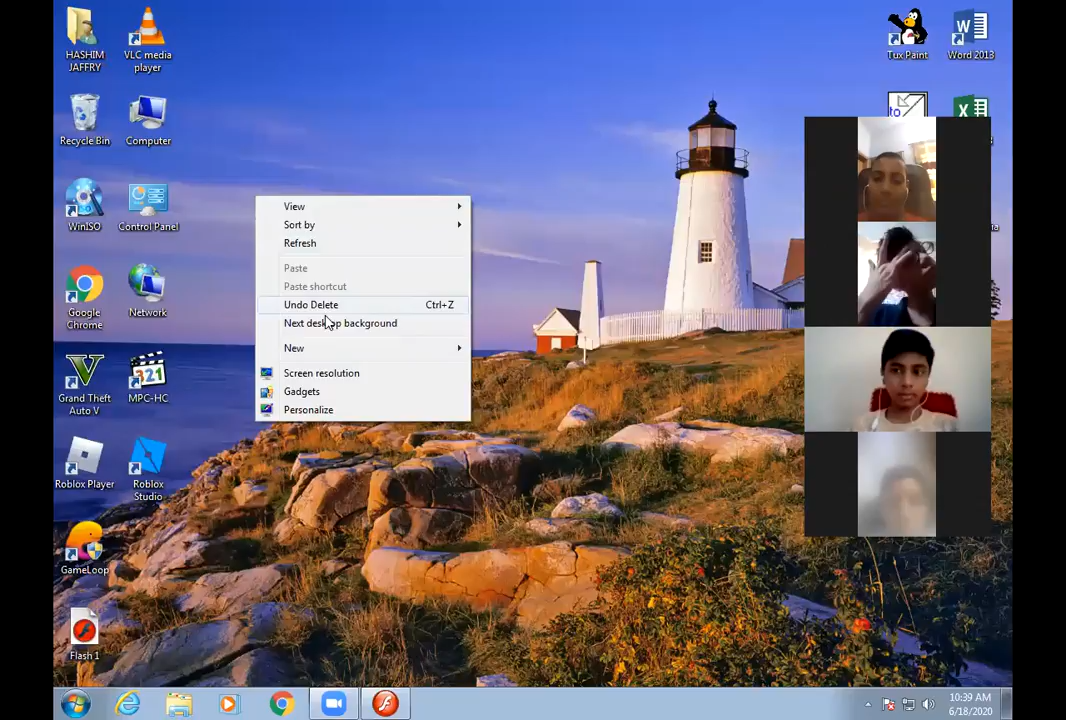 HASHIM
JAFFRY
VLC media
player
Tux Paint
Word 2013
Recycle Bin
Computer
to
WinISO
Control Panel
Google
Chrome
Network
Grand Theft
Auto V
321
MPC-HC
Roblox Player
Roblox
Studio
GameLoop
Flash 1
View
Sort by
Refresh
Paste
Paste shortcut
Undo Delete Ctrl+Z
Next desktop background
New
Screen resolution
Gadgets
Personalize
10:39 AM
6/18/2020